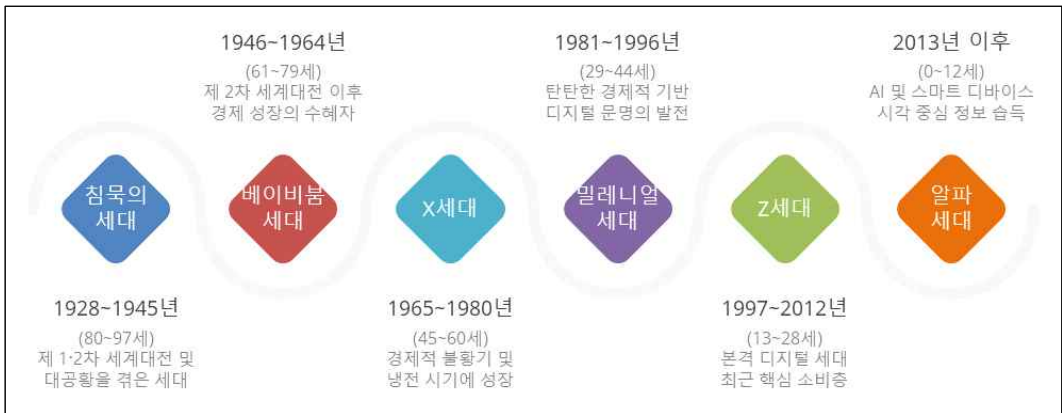 1946~1964년
(61~79세)
제 2차 세계대전 이후
경제 성장의 수혜자
1981~1996년
(29~44세)
탄탄한 경제적 기반
디지털 문명의 발전
2013년 이후
(0~12세)
AI 및 스마트 디바이스
시각 중심 정보 습득
침묵의
세대
베이비붐
세대
X세대
밀레니얼
세대
Z세대
알파
세대
1928~1945년
(80~97세)
제 1·2차 세계대전 및
대공황을 겪은 세대
1965~1980년
(45~60세)
경제적 불황기 및
냉전 시기에 성장
1997~2012년
(13~28세)
본격 디지털 세대
최근 핵심 소비층